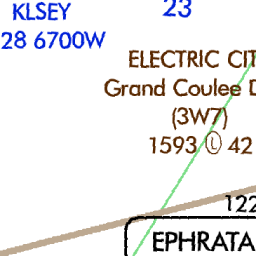 KLSEY
23
28 6700W
ELECTRIC CIT
Grand Coulee D
(3W7)
1593 Ⓛ 42
122
EPHRATA